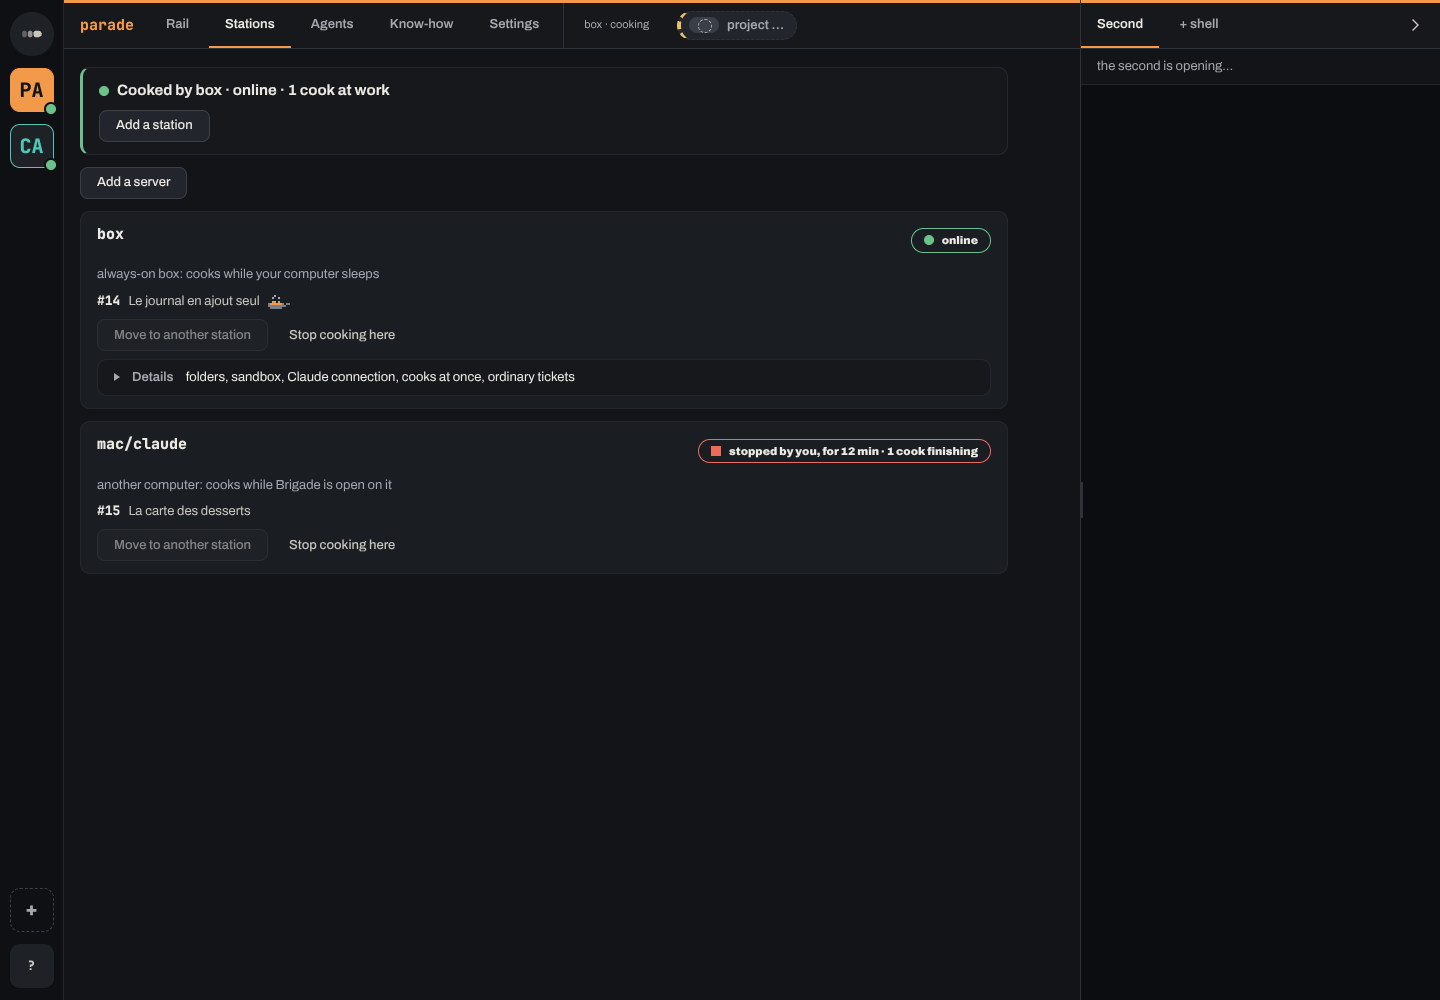 PA
CA
+
?
parade Rail Stations Agents Know-how Settings box · cooking project ...
Cooked by box · online · 1 cook at work
Add a station
Add a server
box
online
always-on box: cooks while your computer sleeps
#14 Le journal en ajout seul
Move to another station Stop cooking here
Details folders, sandbox, Claude connection, cooks at once, ordinary tickets
mac/claude
stopped by you, for 12 min · 1 cook finishing
another computer: cooks while Brigade is open on it
#15 La carte des desserts
Move to another station Stop cooking here
Second + shell
the second is opening...